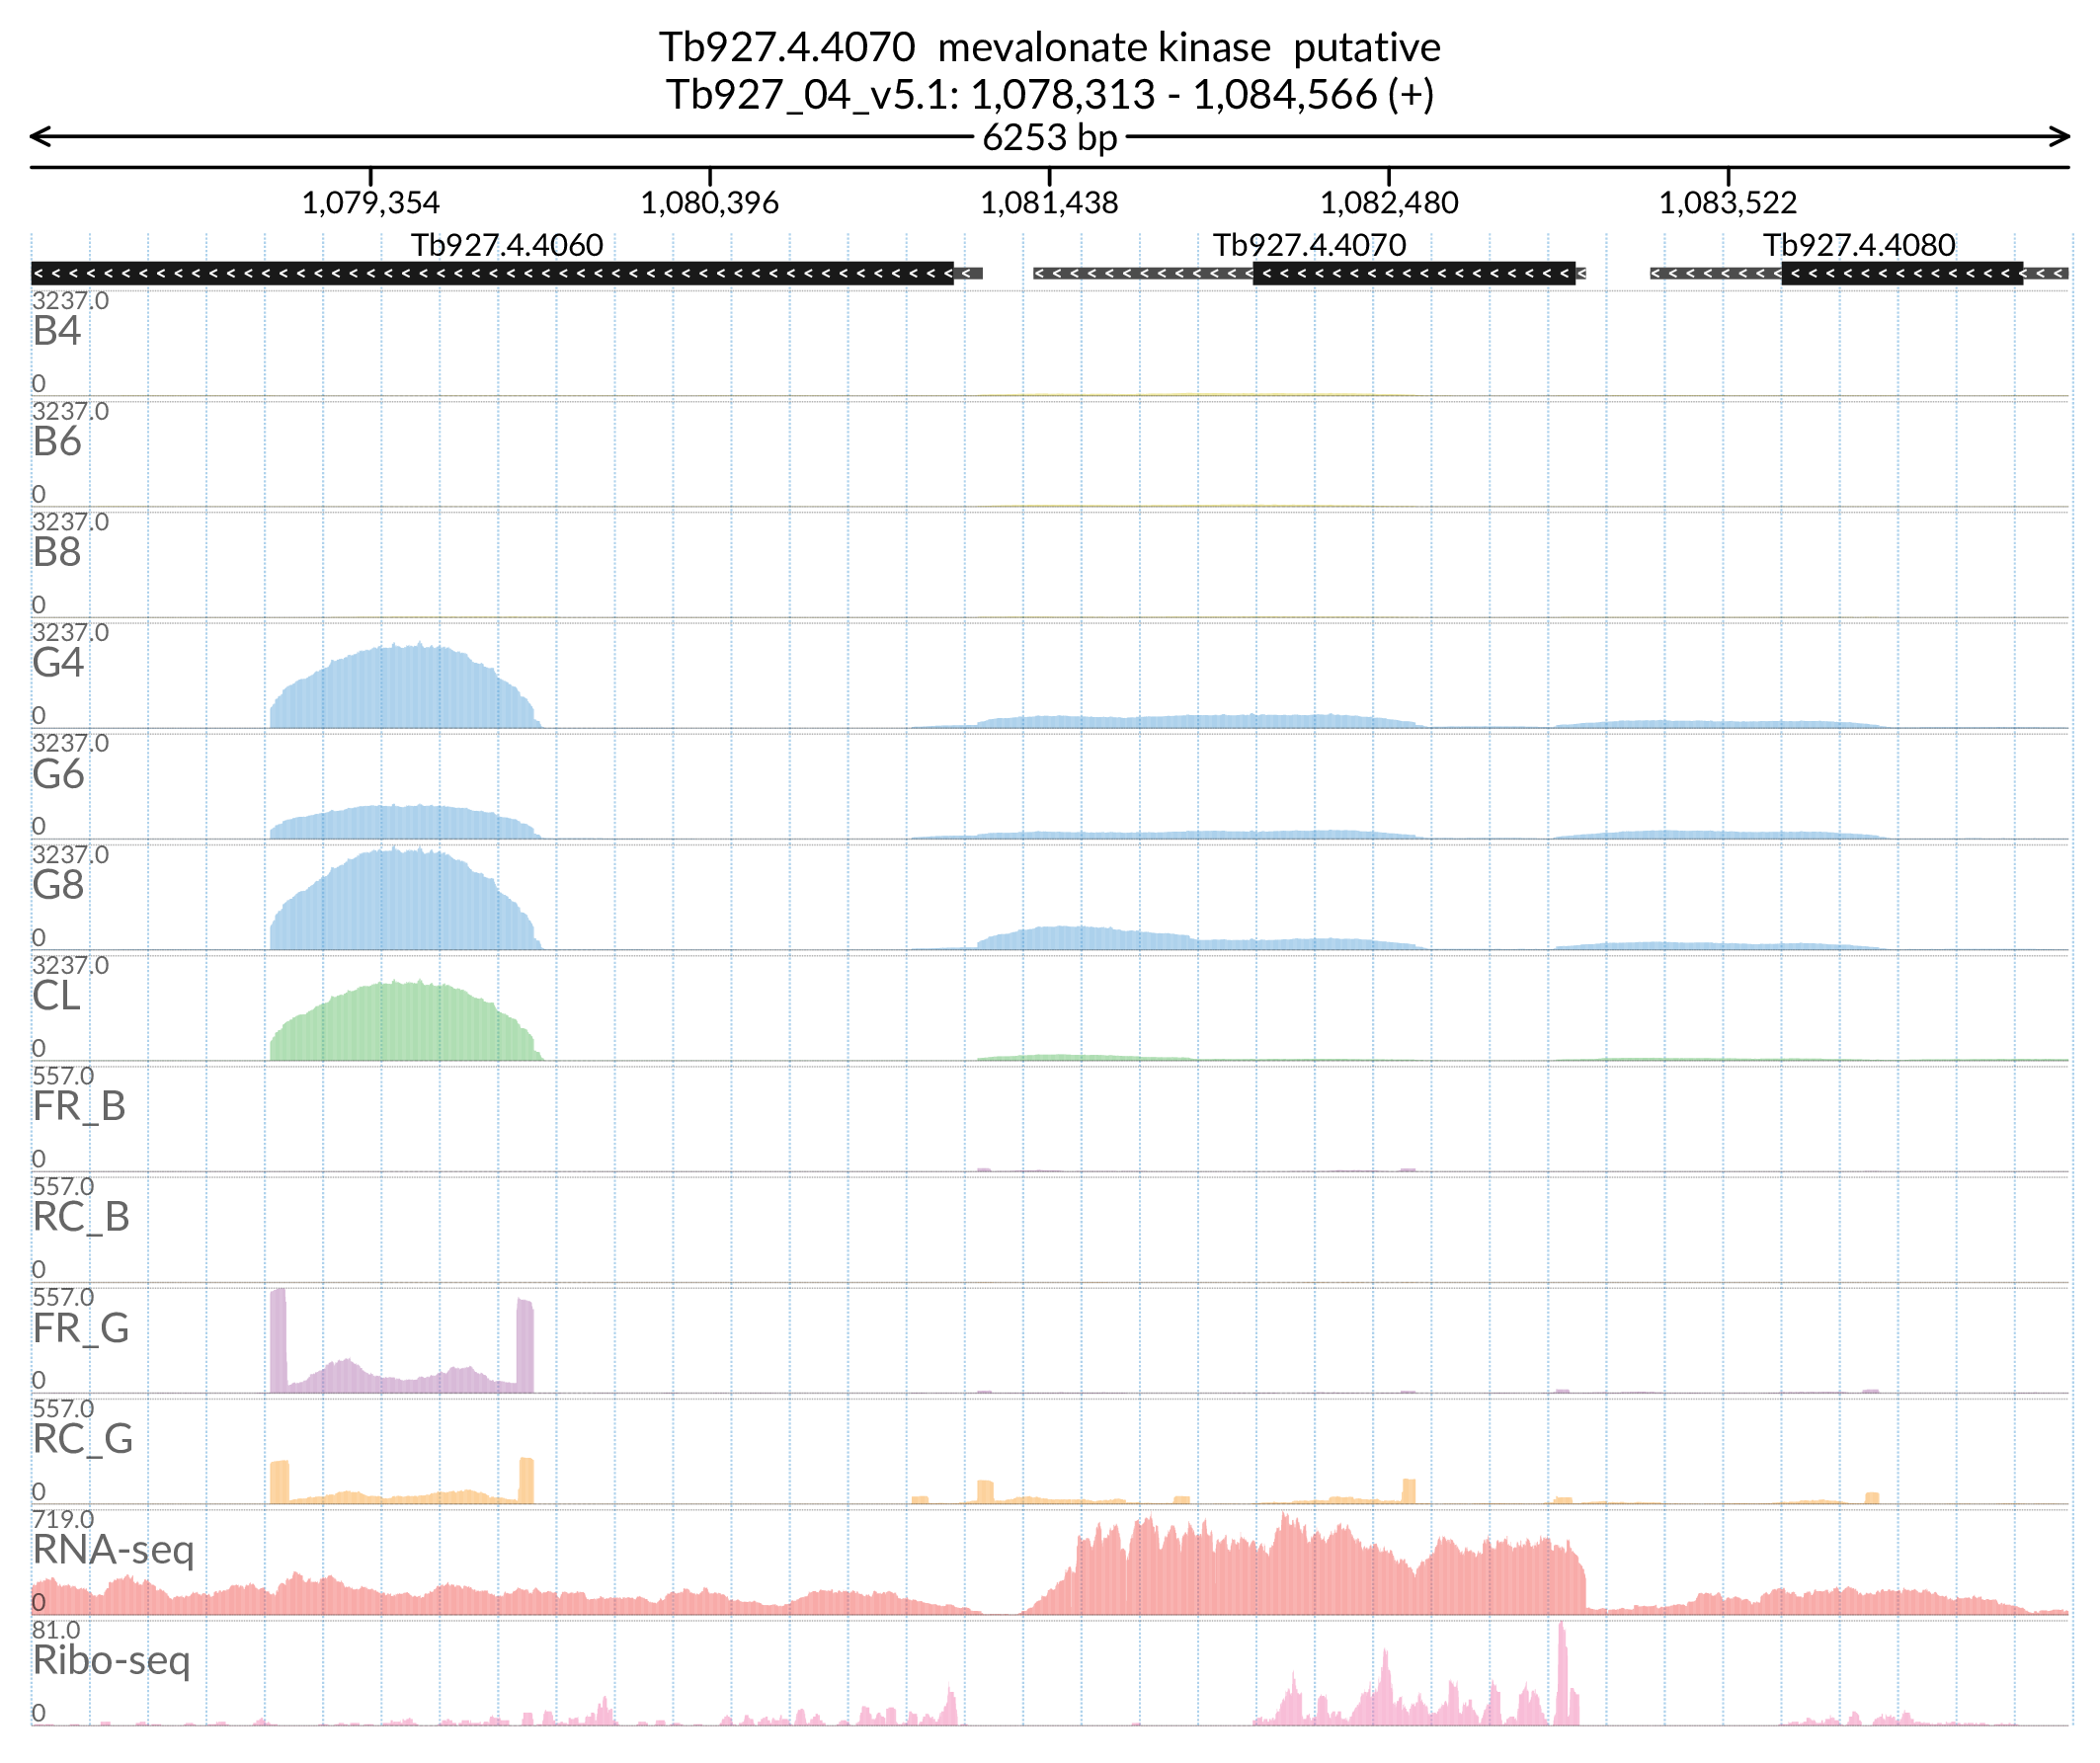 Tb927.4.4070  mevalonate kinase  putative
Tb927_04_v5.1: 1,078,313 - 1,084,566 (+)
6253 bp
1,079,354 1,080,396 1,081,438 1,082,480 1,083,522
Tb927.4.4060 Tb927.4.4070 Tb927.4.4080
3237.0
B4
0
3237.0
B6
0
3237.0
B8
0
3237.0
G4
0
3237.0
G6
0
3237.0
G8
0
3237.0
CL
0
557.0
FR_B
0
557.0
RC_B
0
557.0
FR_G
0
557.0
RC_G
0
719.0
RNA-seq
0
81.0
Ribo-seq
0